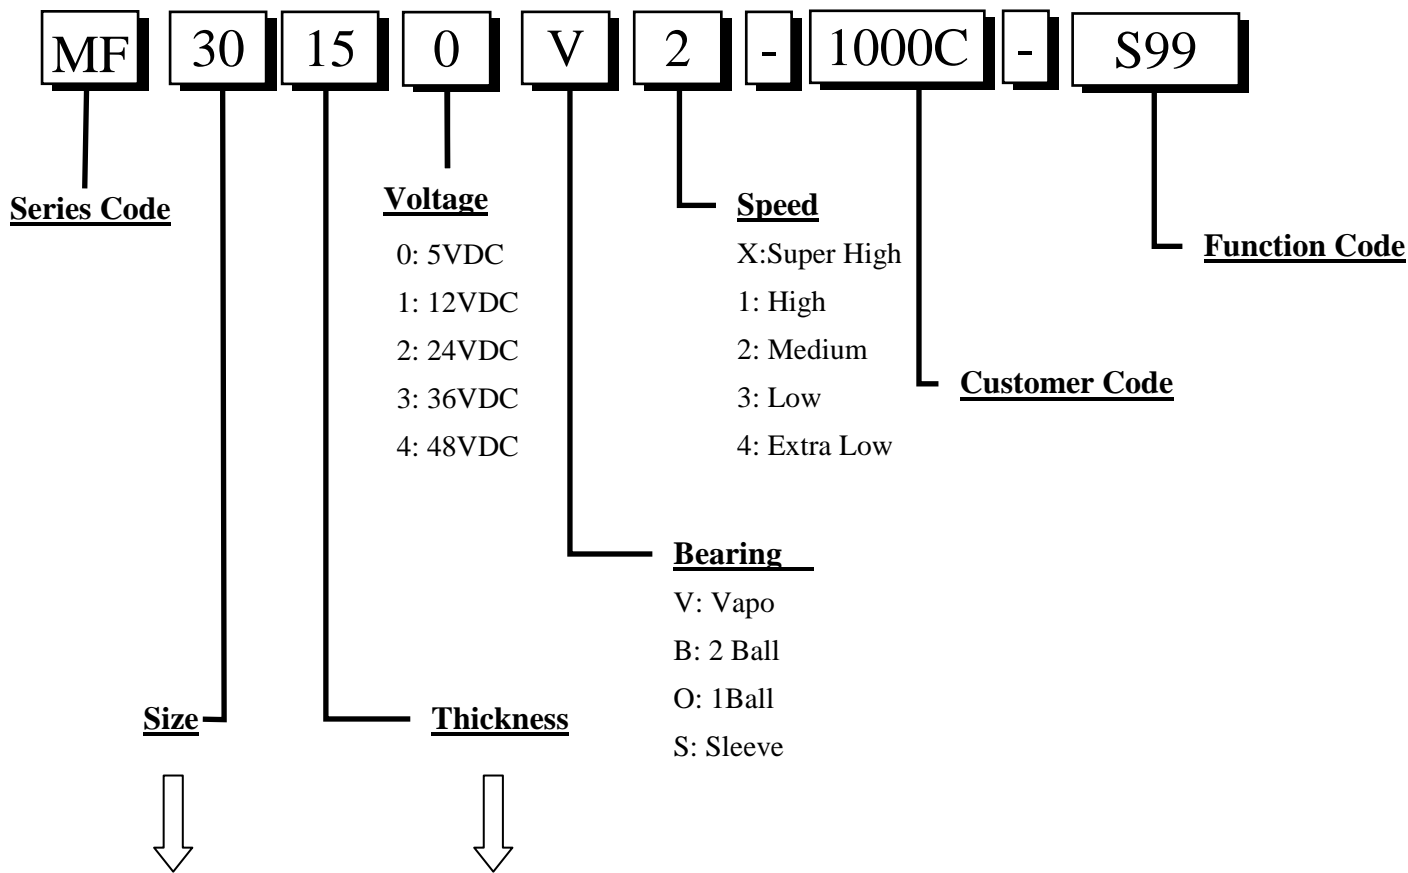 MF 30 15 0 V 2 - 1000C - S99
Series Code
Voltage
0: 5VDC
1: 12VDC
2: 24VDC
3: 36VDC
4: 48VDC
Speed
X:Super High
1: High
2: Medium
3: Low
4: Extra Low
Function Code
Customer Code
Bearing
V: Vapo
B: 2 Ball
O: 1Ball
S: Sleeve
Size
Thickness